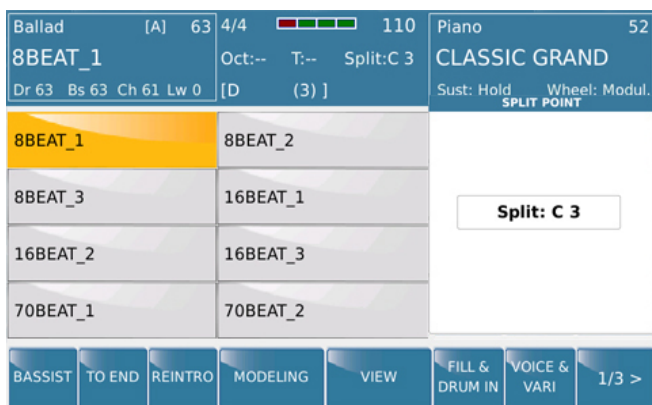 Ballad [A] 63
8BEAT_1
Dr 63 Bs 63 Ch 61 Lw 0
4/4 110
Oct:-- T:-- Split:C 3
[D (3) ]
Piano 52
CLASSIC GRAND
Sust: Hold Wheel: Modul.
SPLIT POINT
8BEAT_1 8BEAT_2
8BEAT_3 16BEAT_1
16BEAT_2 16BEAT_3
70BEAT_1 70BEAT_2
Split: C 3
BASSIST TO END REINTRO MODELING VIEW FILL & DRUM IN VOICE & VARI 1/3 >